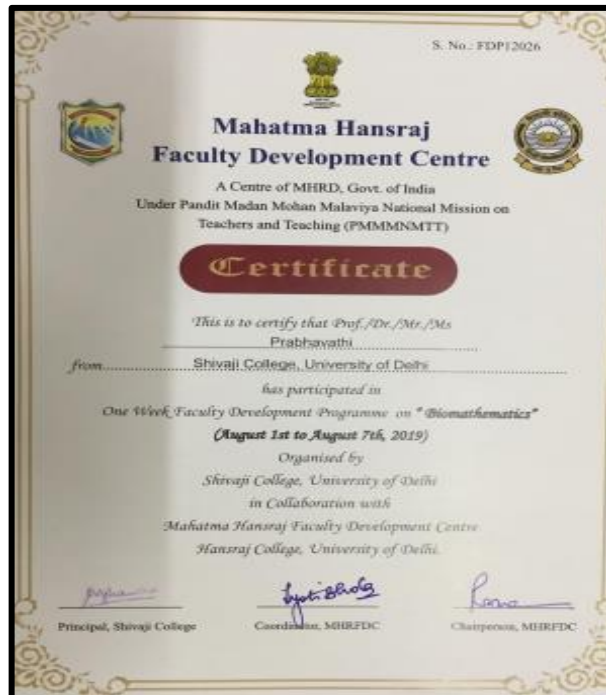 S. No.: FDP12026
Mahatma Hansraj
Faculty Development Centre
A Centre of MHRD, Govt. of India
Under Pandit Madan Mohan Malaviya National Mission on
Teachers and Teaching (PMMMNMTT)
Certificate
This is to certify that Prof./Dr./Mr./Ms
Prabhavathi
from Shivaji College, University of Delhi
has participated in
One Week Faculty Development Programme on "Biomathematics"
(August 1st to August 7th, 2019)
Organised by
Shivaji College, University of Delhi
in Collaboration with
Mahatma Hansraj Faculty Development Centre
Hansraj College, University of Delhi.
Jyoti Bhola
Principal, Shivaji College
Coordinator, MHRFDC
Chairperson, MHRFDC